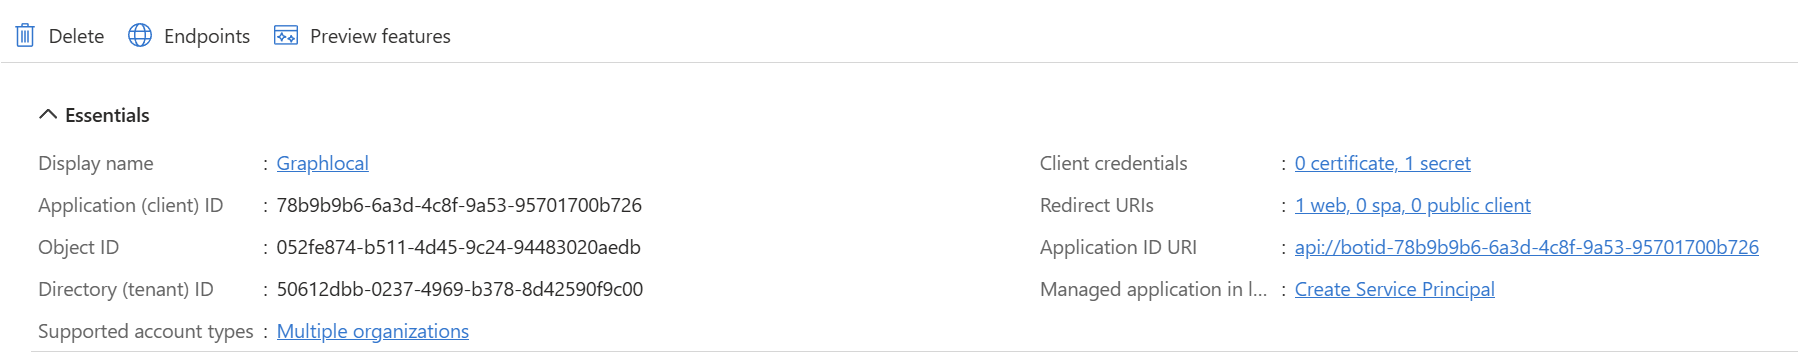 Delete Endpoints Preview features
Essentials
Display name : Graphlocal
Application (client) ID : 78b9b9b6-6a3d-4c8f-9a53-95701700b726
Object ID : 052fe874-b511-4d45-9c24-94483020aedb
Directory (tenant) ID : 50612dbb-0237-4969-b378-8d42590f9c00
Supported account types : Multiple organizations
Client credentials : 0 certificate, 1 secret
Redirect URIs : 1 web, 0 spa, 0 public client
Application ID URI : api://botid-78b9b9b6-6a3d-4c8f-9a53-95701700b726
Managed application in l... : Create Service Principal